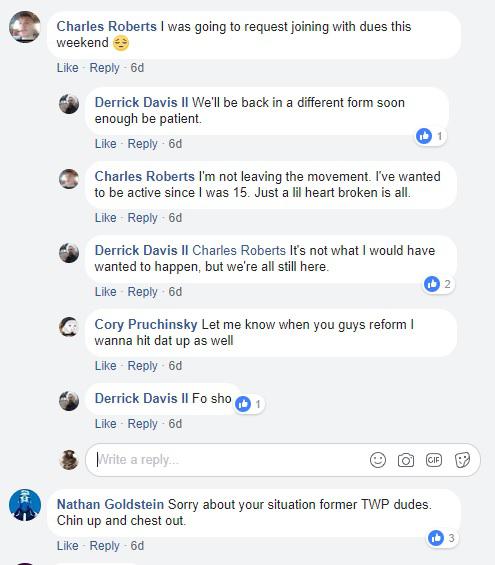 Charles Roberts I was going to request joining with dues this
weekend 😔
Like · Reply · 6d
Derrick Davis II We'll be back in a different form soon
enough be patient.
1
Like · Reply · 6d
Charles Roberts I'm not leaving the movement. I've wanted
to be active since I was 15. Just a lil heart broken is all.
Like · Reply · 6d
Derrick Davis II Charles Roberts It's not what I would have
wanted to happen, but we're all still here.
2
Like · Reply · 6d
Cory Pruchinsky Let me know when you guys reform I
wanna hit dat up as well
Like · Reply · 6d
Derrick Davis II Fo sho
1
Like · Reply · 6d
Write a reply...
GIF
Nathan Goldstein Sorry about your situation former TWP dudes.
Chin up and chest out.
3
Like · Reply · 6d